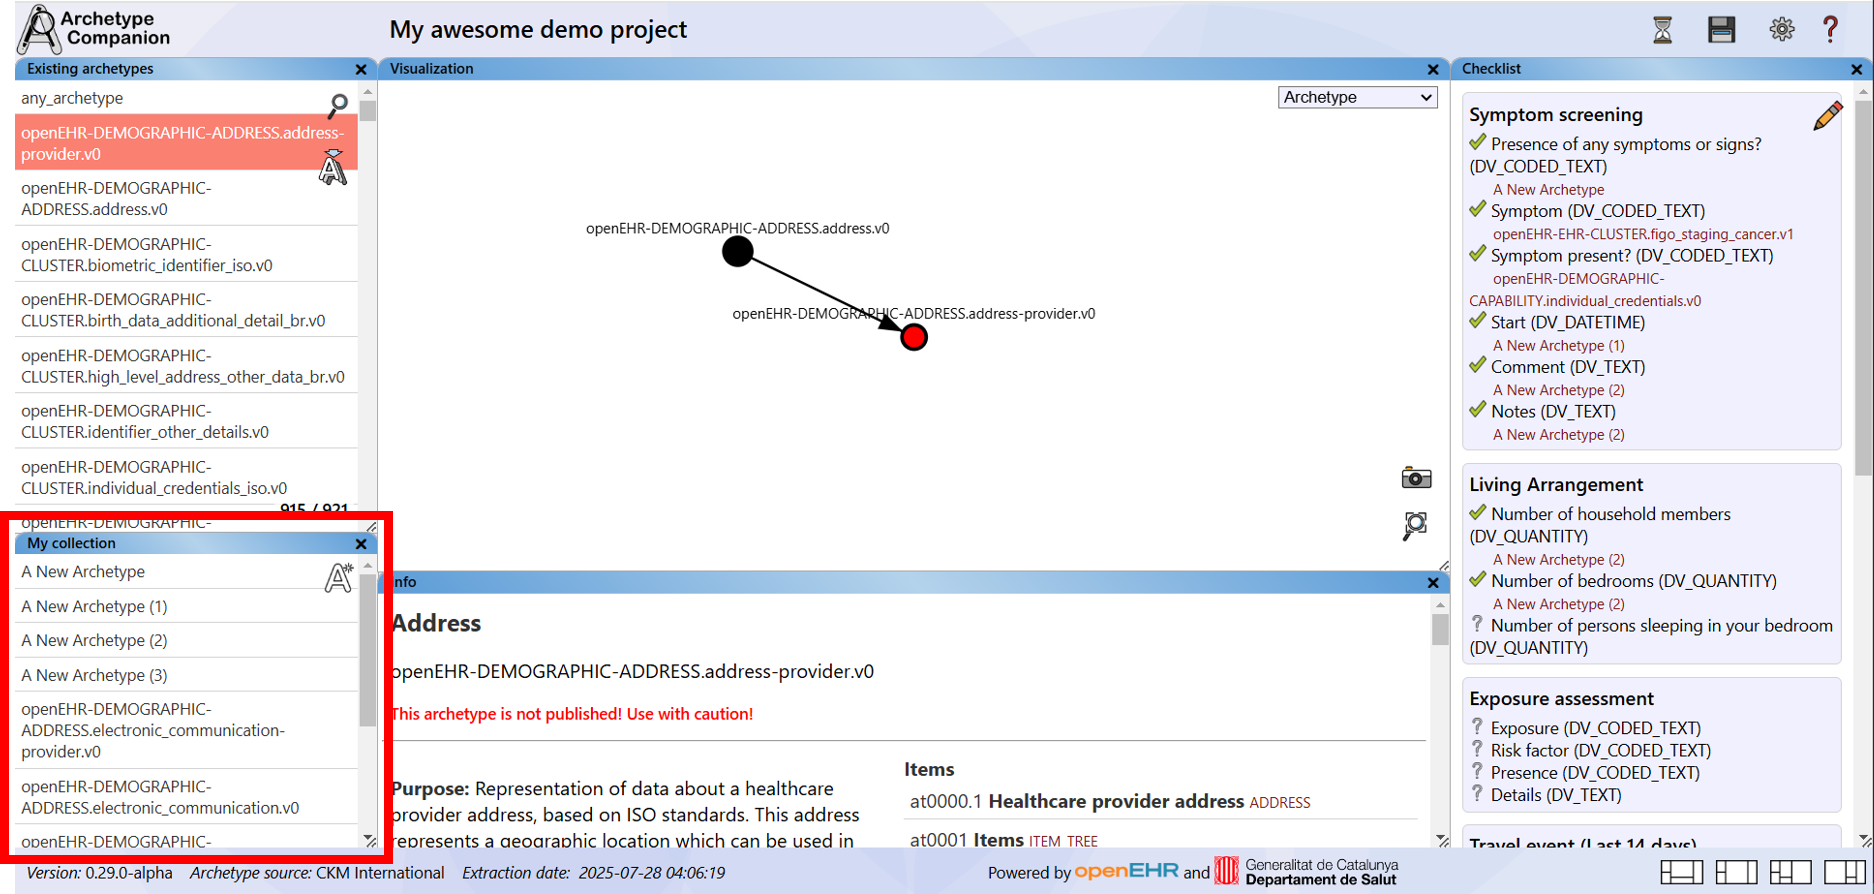 Archetype
Companion
My awesome demo project
Existing archetypes
any_archetype
openEHR-DEMOGRAPHIC-ADDRESS.address-
provider.v0
openEHR-DEMOGRAPHIC-
ADDRESS.address.v0
openEHR-DEMOGRAPHIC-
CLUSTER.biometric_identifier_iso.v0
openEHR-DEMOGRAPHIC-
CLUSTER.birth_data_additional_detail_br.v0
openEHR-DEMOGRAPHIC-
CLUSTER.high_level_address_other_data_br.v0
openEHR-DEMOGRAPHIC-
CLUSTER.identifier_other_details.v0
openEHR-DEMOGRAPHIC-
CLUSTER.individual_credentials_iso.v0
915 / 921
openEHR-DEMOGRAPHIC-
My collection
A New Archetype
A New Archetype (1)
A New Archetype (2)
A New Archetype (3)
openEHR-DEMOGRAPHIC-
ADDRESS.electronic_communication-
provider.v0
openEHR-DEMOGRAPHIC-
ADDRESS.electronic_communication.v0
openEHR-DEMOGRAPHIC-
Visualization
Archetype
openEHR-DEMOGRAPHIC-ADDRESS.address.v0
openEHR-DEMOGRAPHIC-ADDRESS.address-provider.v0
Info
Address
openEHR-DEMOGRAPHIC-ADDRESS.address-provider.v0
This archetype is not published! Use with caution!
Purpose: Representation of data about a healthcare
provider address, based on ISO standards. This address
represents a geographic location which can be used in
Items
at0000.1 Healthcare provider address ADDRESS
at0001 Items ITEM_TREE
Checklist
Symptom screening
Presence of any symptoms or signs?
(DV_CODED_TEXT)
A New Archetype
Symptom (DV_CODED_TEXT)
openEHR-EHR-CLUSTER.figo_staging_cancer.v1
Symptom present? (DV_CODED_TEXT)
openEHR-DEMOGRAPHIC-
CAPABILITY.individual_credentials.v0
Start (DV_DATETIME)
A New Archetype (1)
Comment (DV_TEXT)
A New Archetype (2)
Notes (DV_TEXT)
A New Archetype (2)
Living Arrangement
Number of household members
(DV_QUANTITY)
A New Archetype (2)
Number of bedrooms (DV_QUANTITY)
A New Archetype (2)
? Number of persons sleeping in your bedroom
(DV_QUANTITY)
Exposure assessment
? Exposure (DV_CODED_TEXT)
? Risk factor (DV_CODED_TEXT)
? Presence (DV_CODED_TEXT)
? Details (DV_TEXT)
Travel event (Last 14 days)
Version: 0.29.0-alpha Archetype source: CKM International Extraction date: 2025-07-28 04:06:19
Powered by openEHR and Generalitat de Catalunya
Departament de Salut